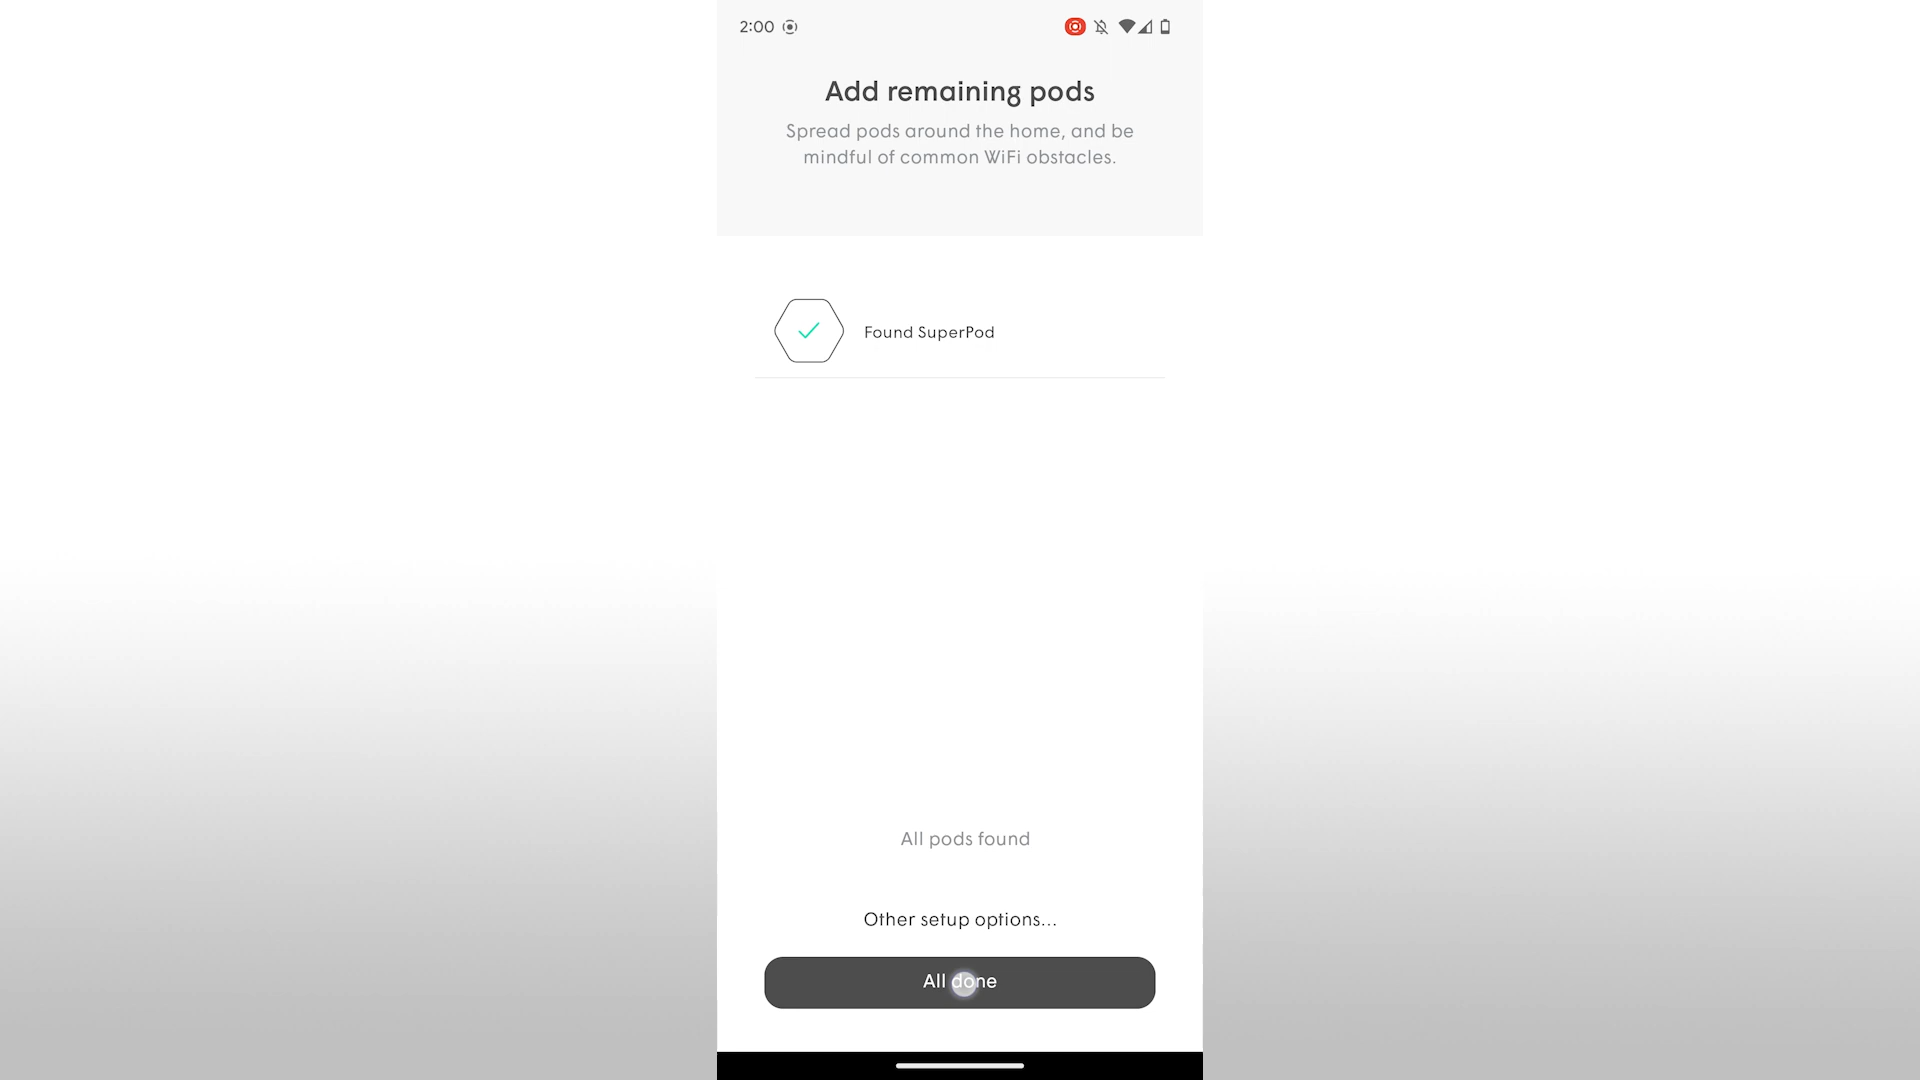 2:00
Add remaining pods
Spread pods around the home, and be
mindful of common WiFi obstacles.
Found SuperPod
All pods found
Other setup options...
All done